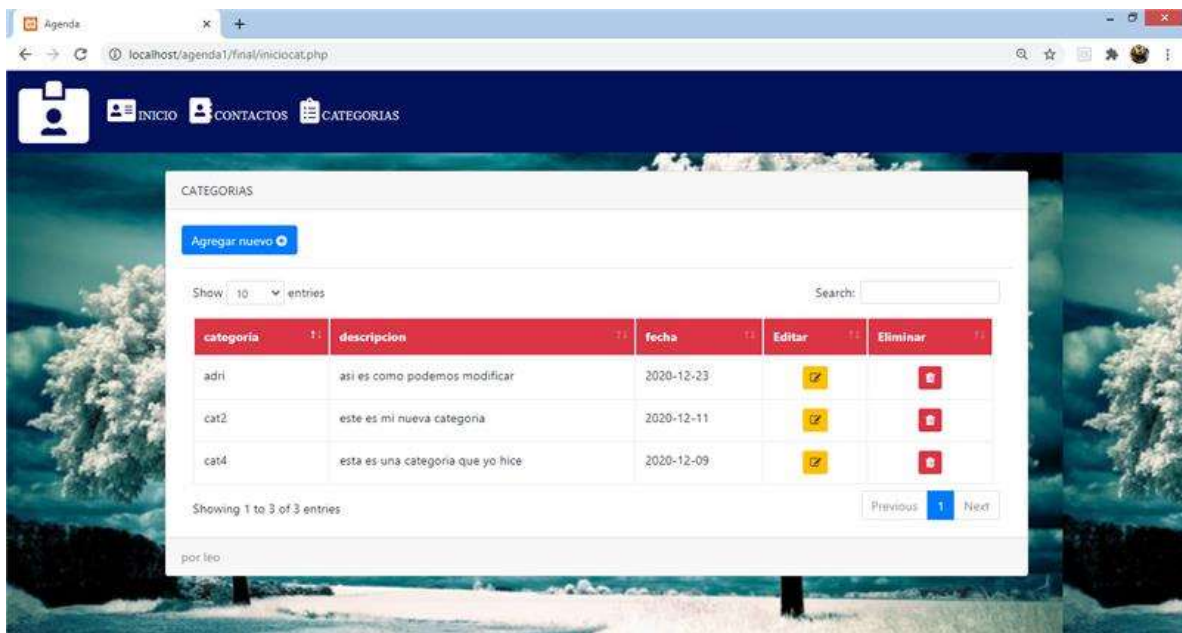 Agenda
localhost/agenda1/final/iniciocat.php
INICIO CONTACTOS CATEGORIAS
CATEGORIAS
Agregar nuevo
Show 10 entries Search:
categoria descripcion fecha Editar Eliminar
adri asi es como podemos modificar 2020-12-23
cat2 este es mi nueva categoria 2020-12-11
cat4 esta es una categoria que yo hice 2020-12-09
Showing 1 to 3 of 3 entries Previous 1 Next
por leo